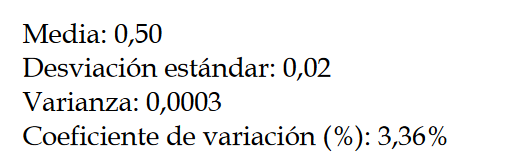 Media: 0,50
Desviación estándar: 0,02
Varianza: 0,0003
Coeficiente de variación (%): 3,36%